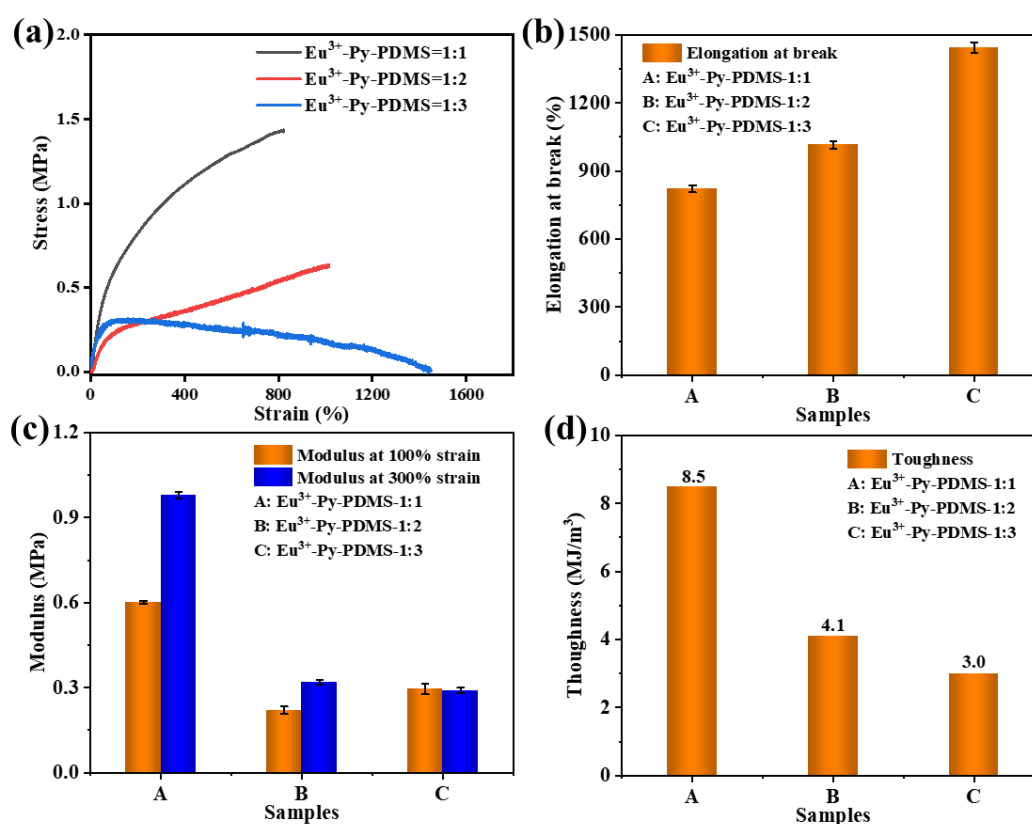 (a)
2.0
1.5
1.0
0.5
0.0
Stress (MPa)
Eu³⁺-Py-PDMS=1:1
Eu³⁺-Py-PDMS=1:2
Eu³⁺-Py-PDMS=1:3
0 400 800 1200 1600
Strain (%)
(b)
1500
1200
900
600
300
0
Elongation at break (%)
Elongation at break
A: Eu³⁺-Py-PDMS-1:1
B: Eu³⁺-Py-PDMS-1:2
C: Eu³⁺-Py-PDMS-1:3
A B C
Samples
(c)
1.2
0.9
0.6
0.3
0.0
Modulus (MPa)
Modulus at 100% strain
Modulus at 300% strain
A: Eu³⁺-Py-PDMS-1:1
B: Eu³⁺-Py-PDMS-1:2
C: Eu³⁺-Py-PDMS-1:3
A B C
Samples
(d)
10
8
6
4
2
0
Thoughness (MJ/m³)
Toughness
A: Eu³⁺-Py-PDMS-1:1
B: Eu³⁺-Py-PDMS-1:2
C: Eu³⁺-Py-PDMS-1:3
8.5
4.1
3.0
A B C
Samples